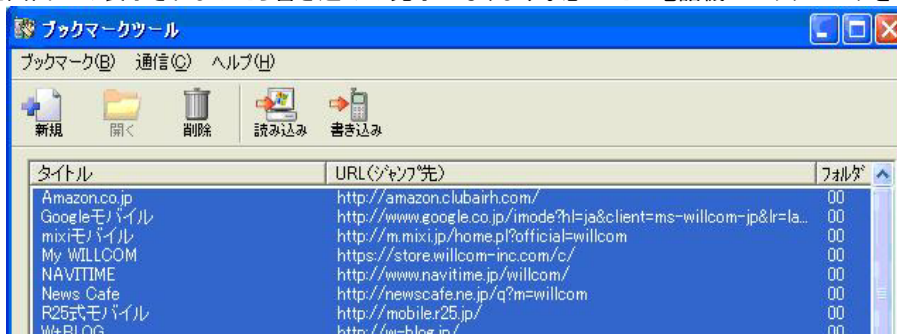 ブックマークツール
ブックマーク(B) 通信(C) ヘルプ(H)
新規 開く 削除 読み込み 書き込み
タイトル URL(ジャンプ先) フォルダ
Amazon.co.jp http://amazon.clubairh.com/ 00
Googleモバイル http://www.google.co.jp/imode?hl=ja&client=ms-willcom-jp&lr=la... 00
mixiモバイル http://m.mixi.jp/home.pl?official=willcom 00
My WILLCOM https://store.willcom-inc.com/c/ 00
NAVITIME http://www.navitime.jp/willcom/ 00
News Cafe http://newscafe.ne.jp/q?m=willcom 00
R25式モバイル http://mobile.r25.jp/ 00
W+BLOG http://w-blog.jp/ 00